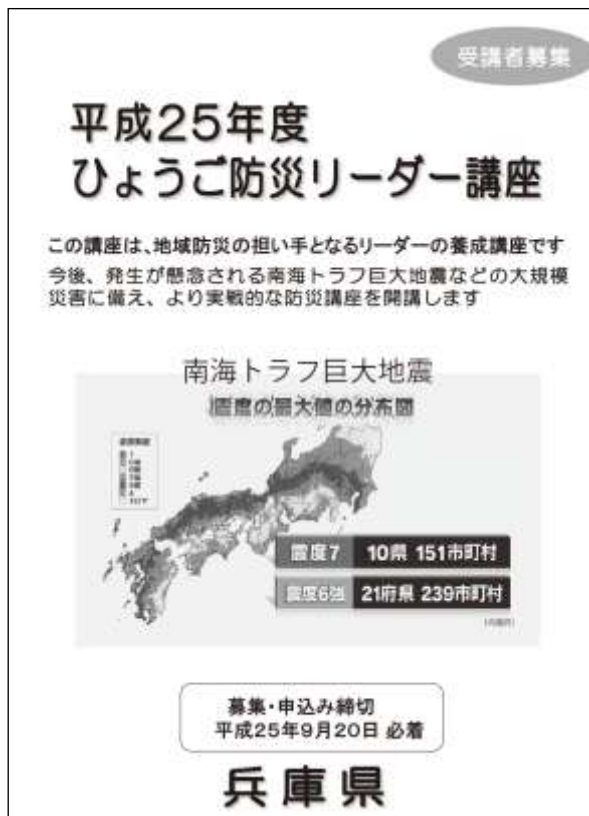 受講者募集
平成25年度
ひょうご防災リーダー講座
この講座は、地域防災の担い手となるリーダーの養成講座です
今後、発生が懸念される南海トラフ巨大地震などの大規模
災害に備え、より実戦的な防災講座を開講します
南海トラフ巨大地震
震度の最大値の分布図
震度7 10県 151市町村
震度6強 21府県 239市町村
募集・申込み締切
平成25年9月20日 必着
兵庫県